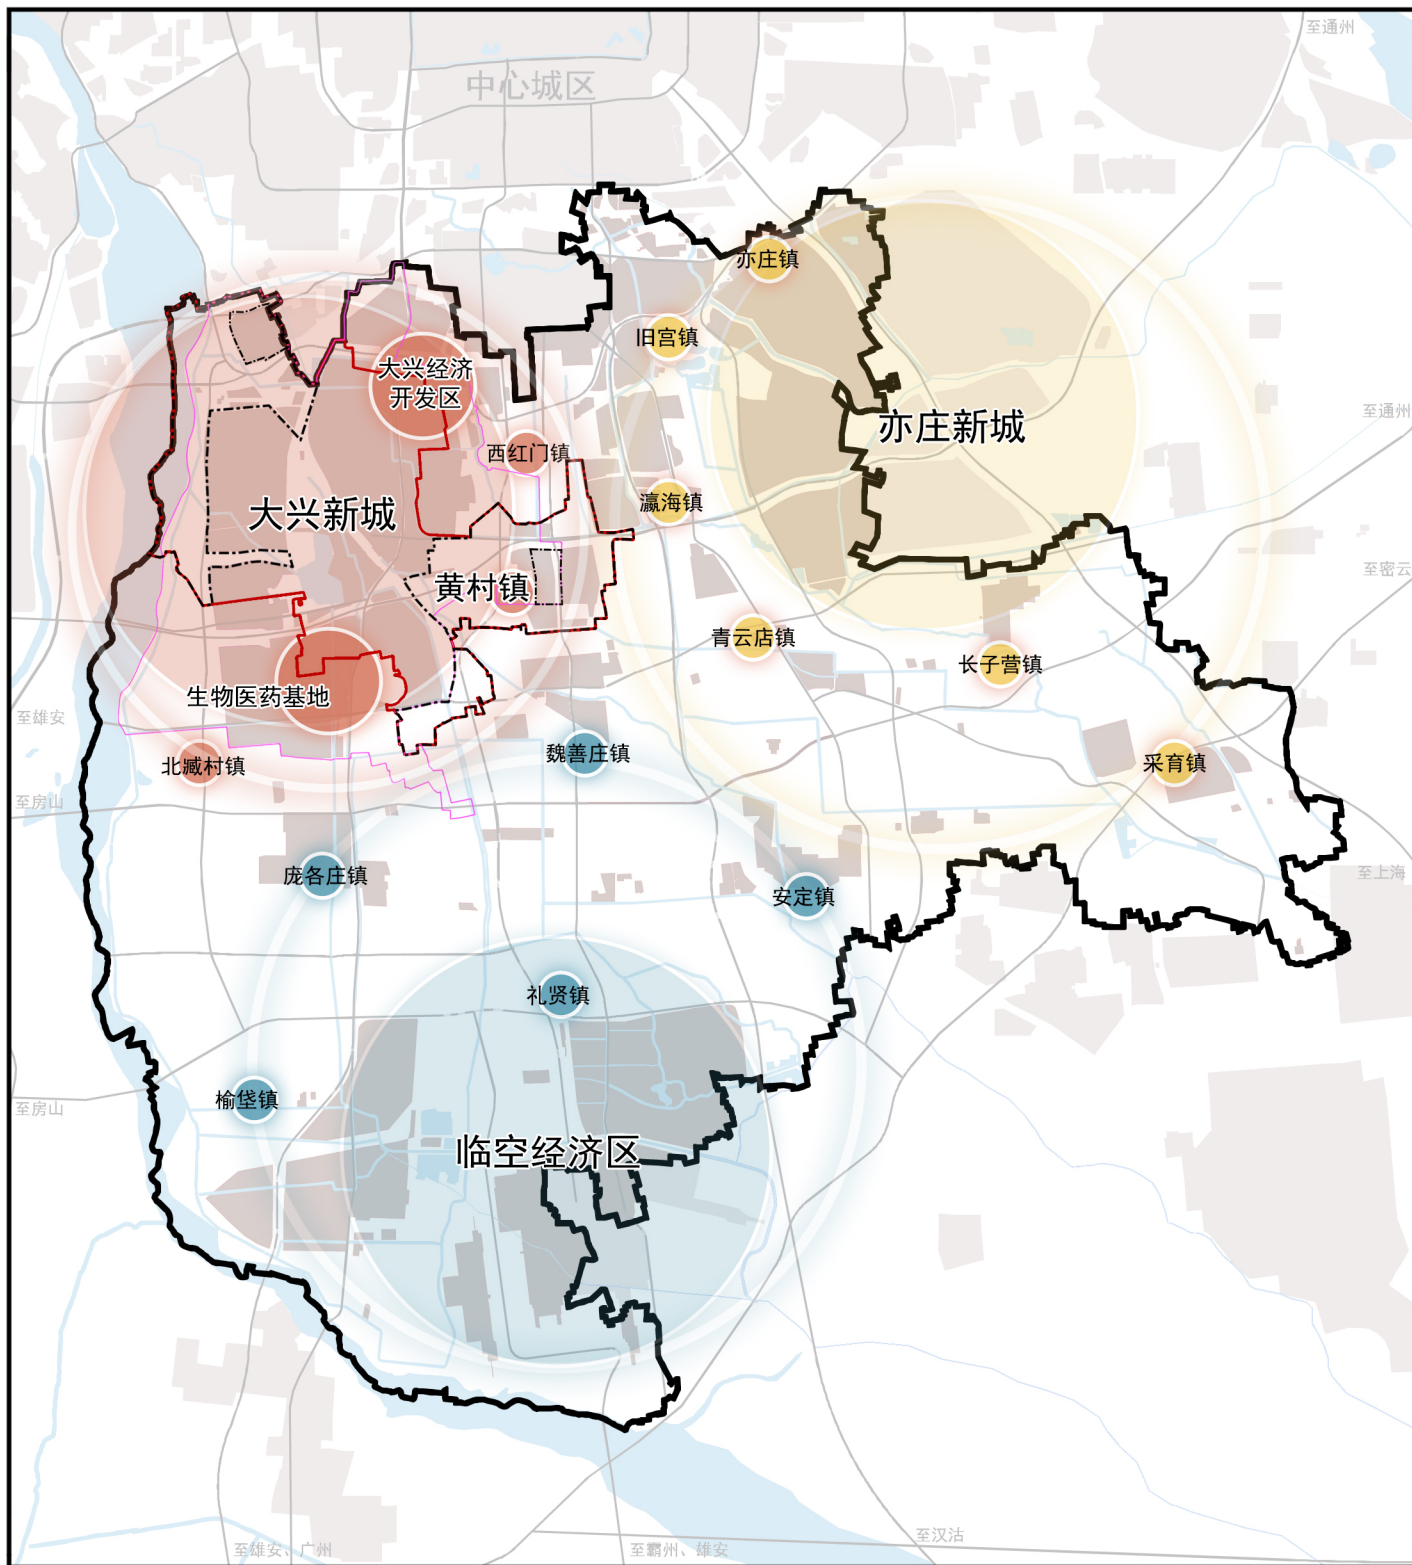 至通州
中心城区
亦庄镇
旧宫镇
大兴经济
开发区
至通州
亦庄新城
西红门镇
瀛海镇
大兴新城
至密云
黄村镇
青云店镇
长子营镇
生物医药基地
至雄安
魏善庄镇
北臧村镇
采育镇
至房山
庞各庄镇
至上海
安定镇
礼贤镇
榆垡镇
至房山
临空经济区
至汉沽
至雄安、广州
至霸州、雄安